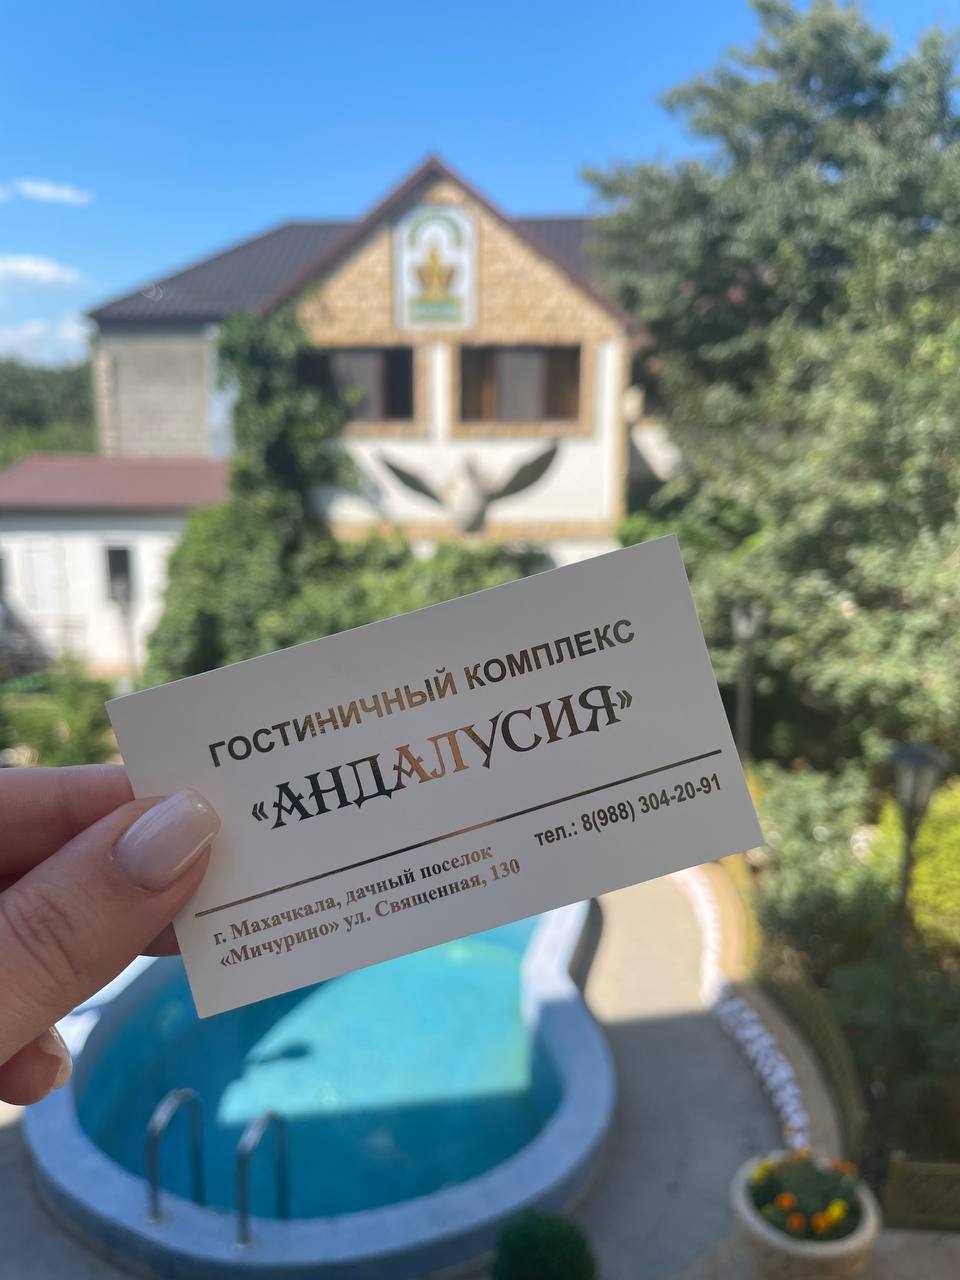 ГОСТИНИЧНЫЙ КОМПЛЕКС
«АНДАЛУСИЯ»
тел.: 8(988) 304-20-91
г. Махачкала, дачный поселок
«Мичурино» ул. Священная, 130